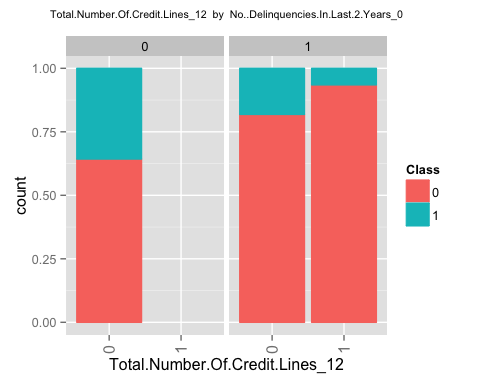 Total.Number.Of.Credit.Lines_12 by No..Delinquencies.In.Last.2.Years_0
0 1
1.00
0.75
0.50
0.25
0.00
count
0 1 0 1
Total.Number.Of.Credit.Lines_12
Class
0
1